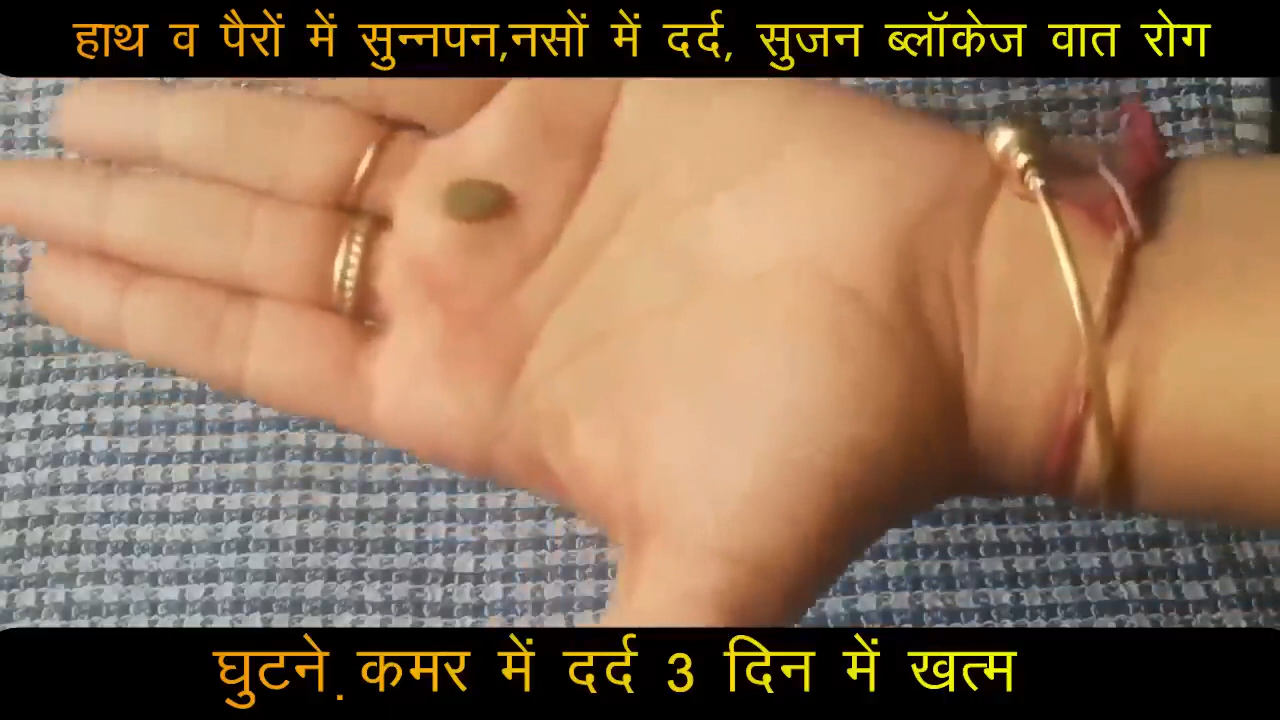 हाथ व पैरों में सुन्नपन,नसों में दर्द, सुजन ब्लॉकेज वात रोग
घुटने.कमर में दर्द 3 दिन में खत्म